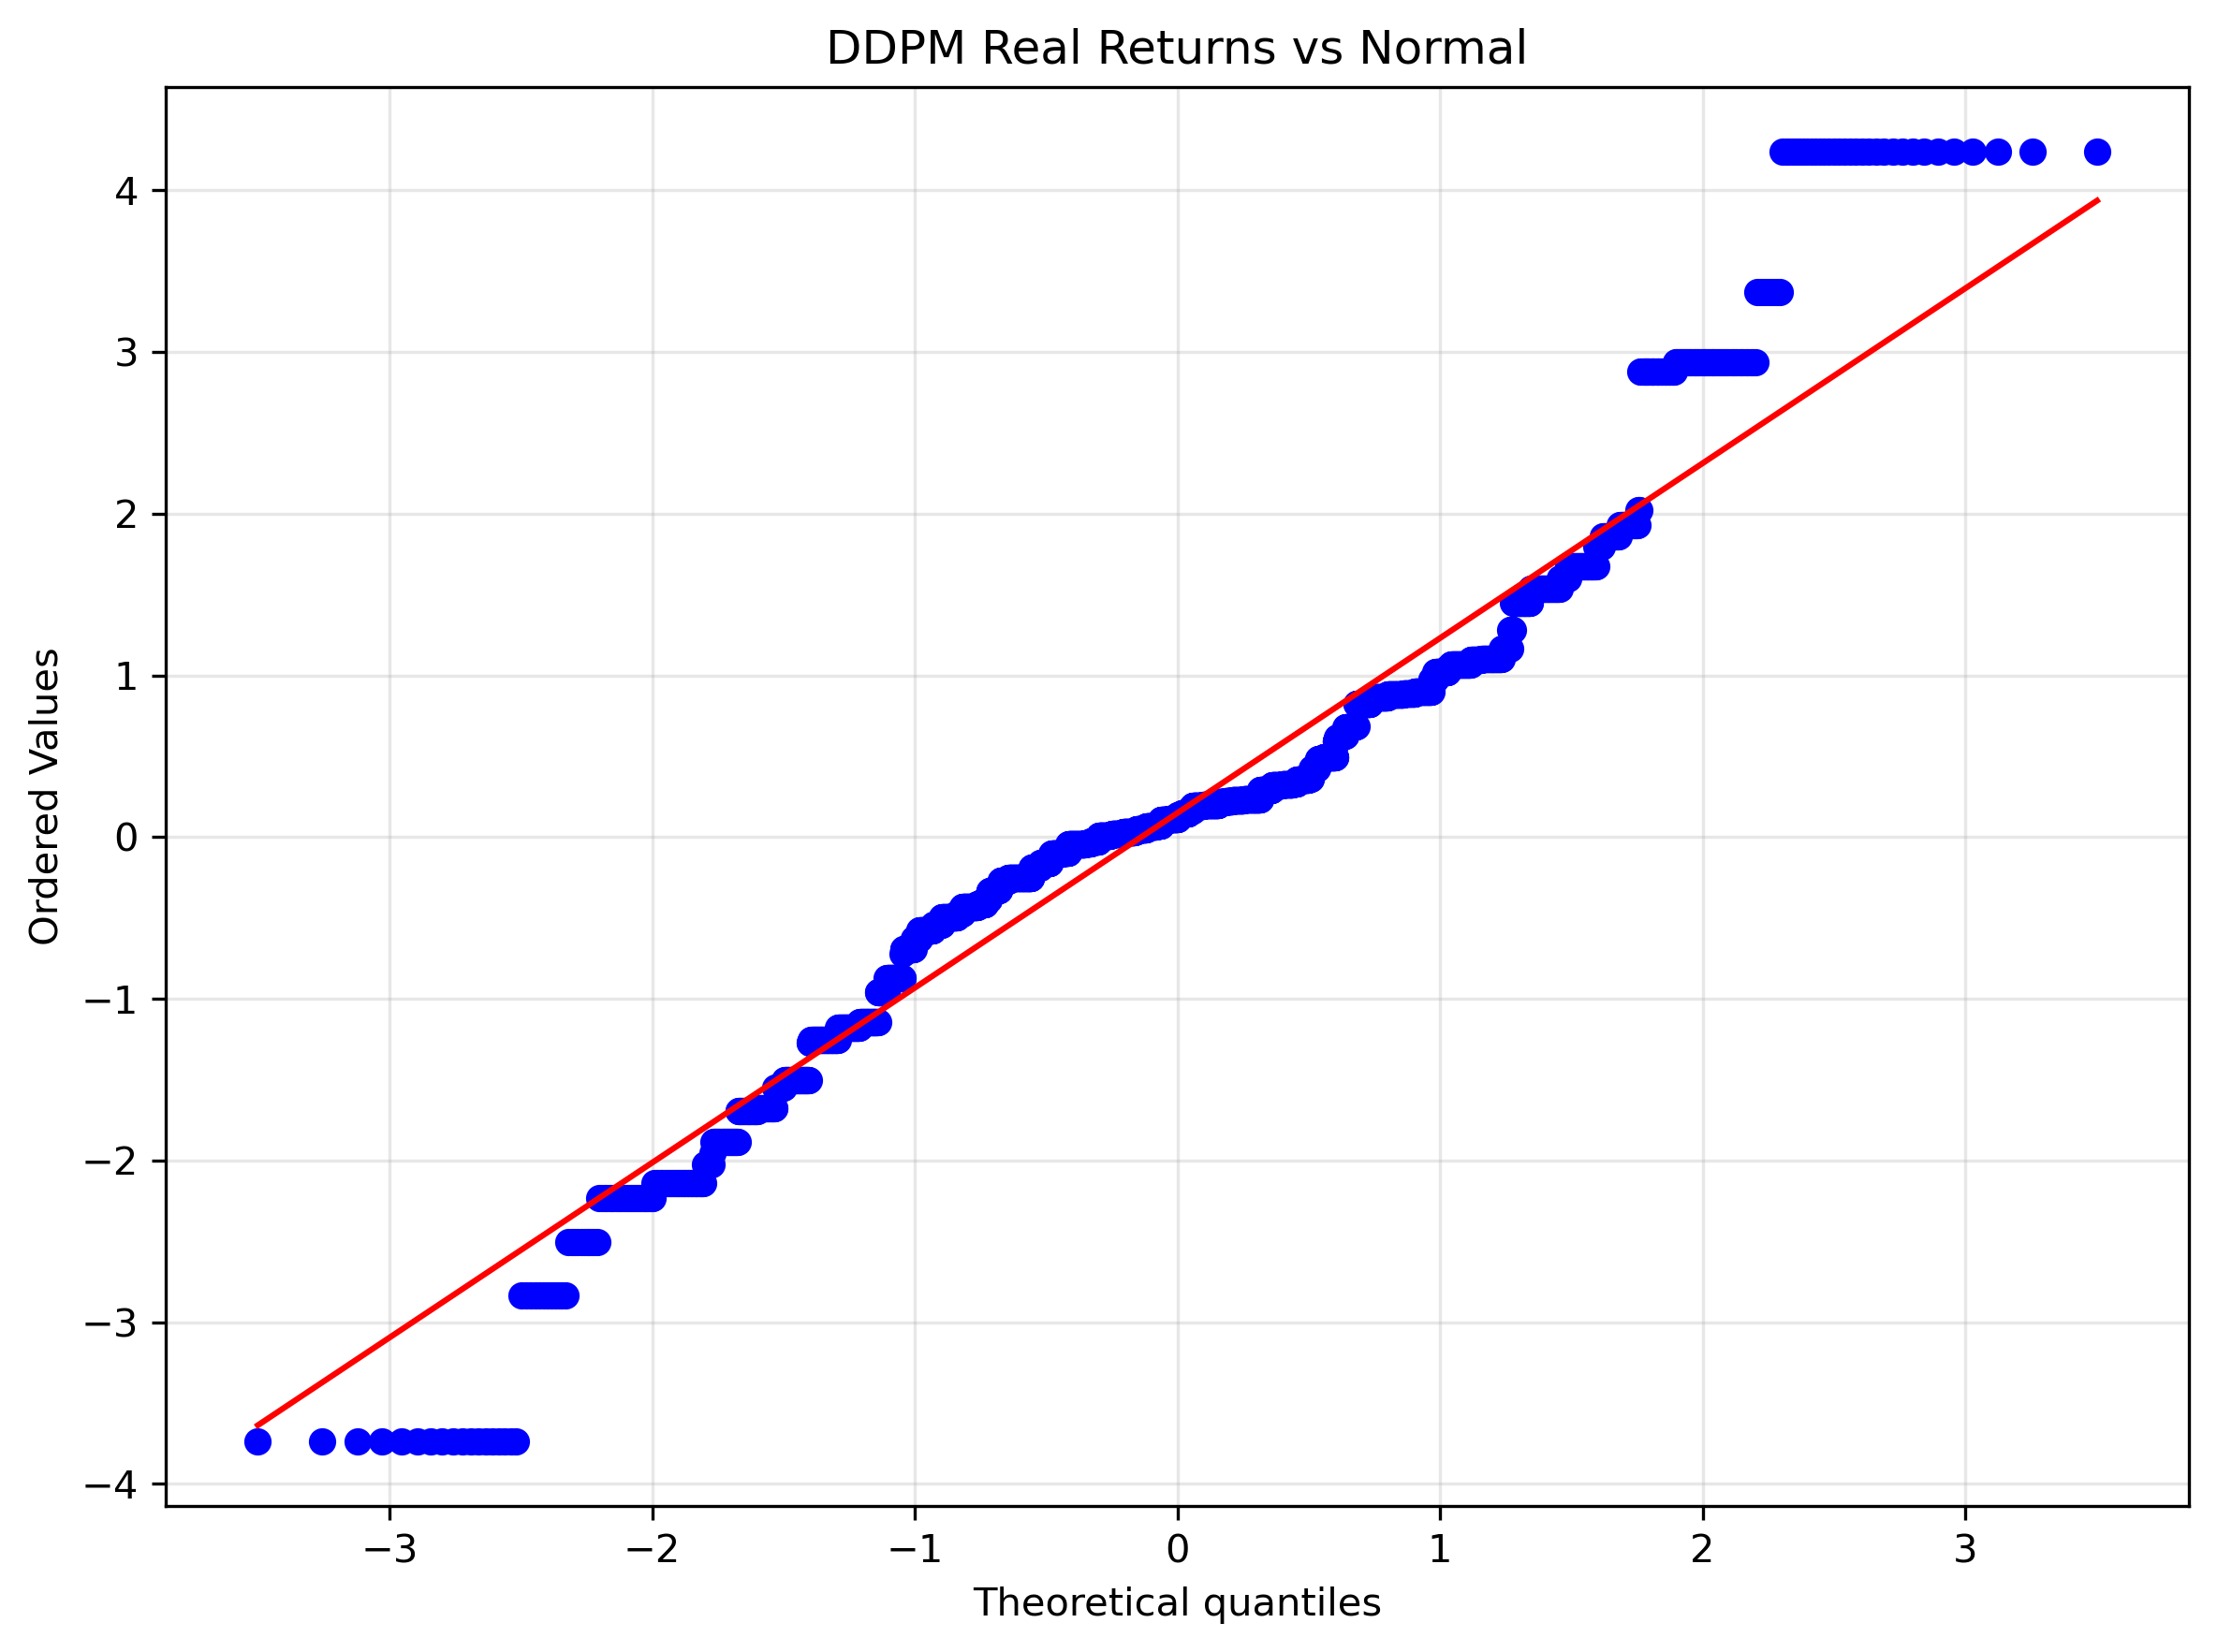 DDPM Real Returns vs Normal
4
3
2
1
0
−1
−2
−3
−4
Ordered Values
−3 −2 −1 0 1 2 3
Theoretical quantiles